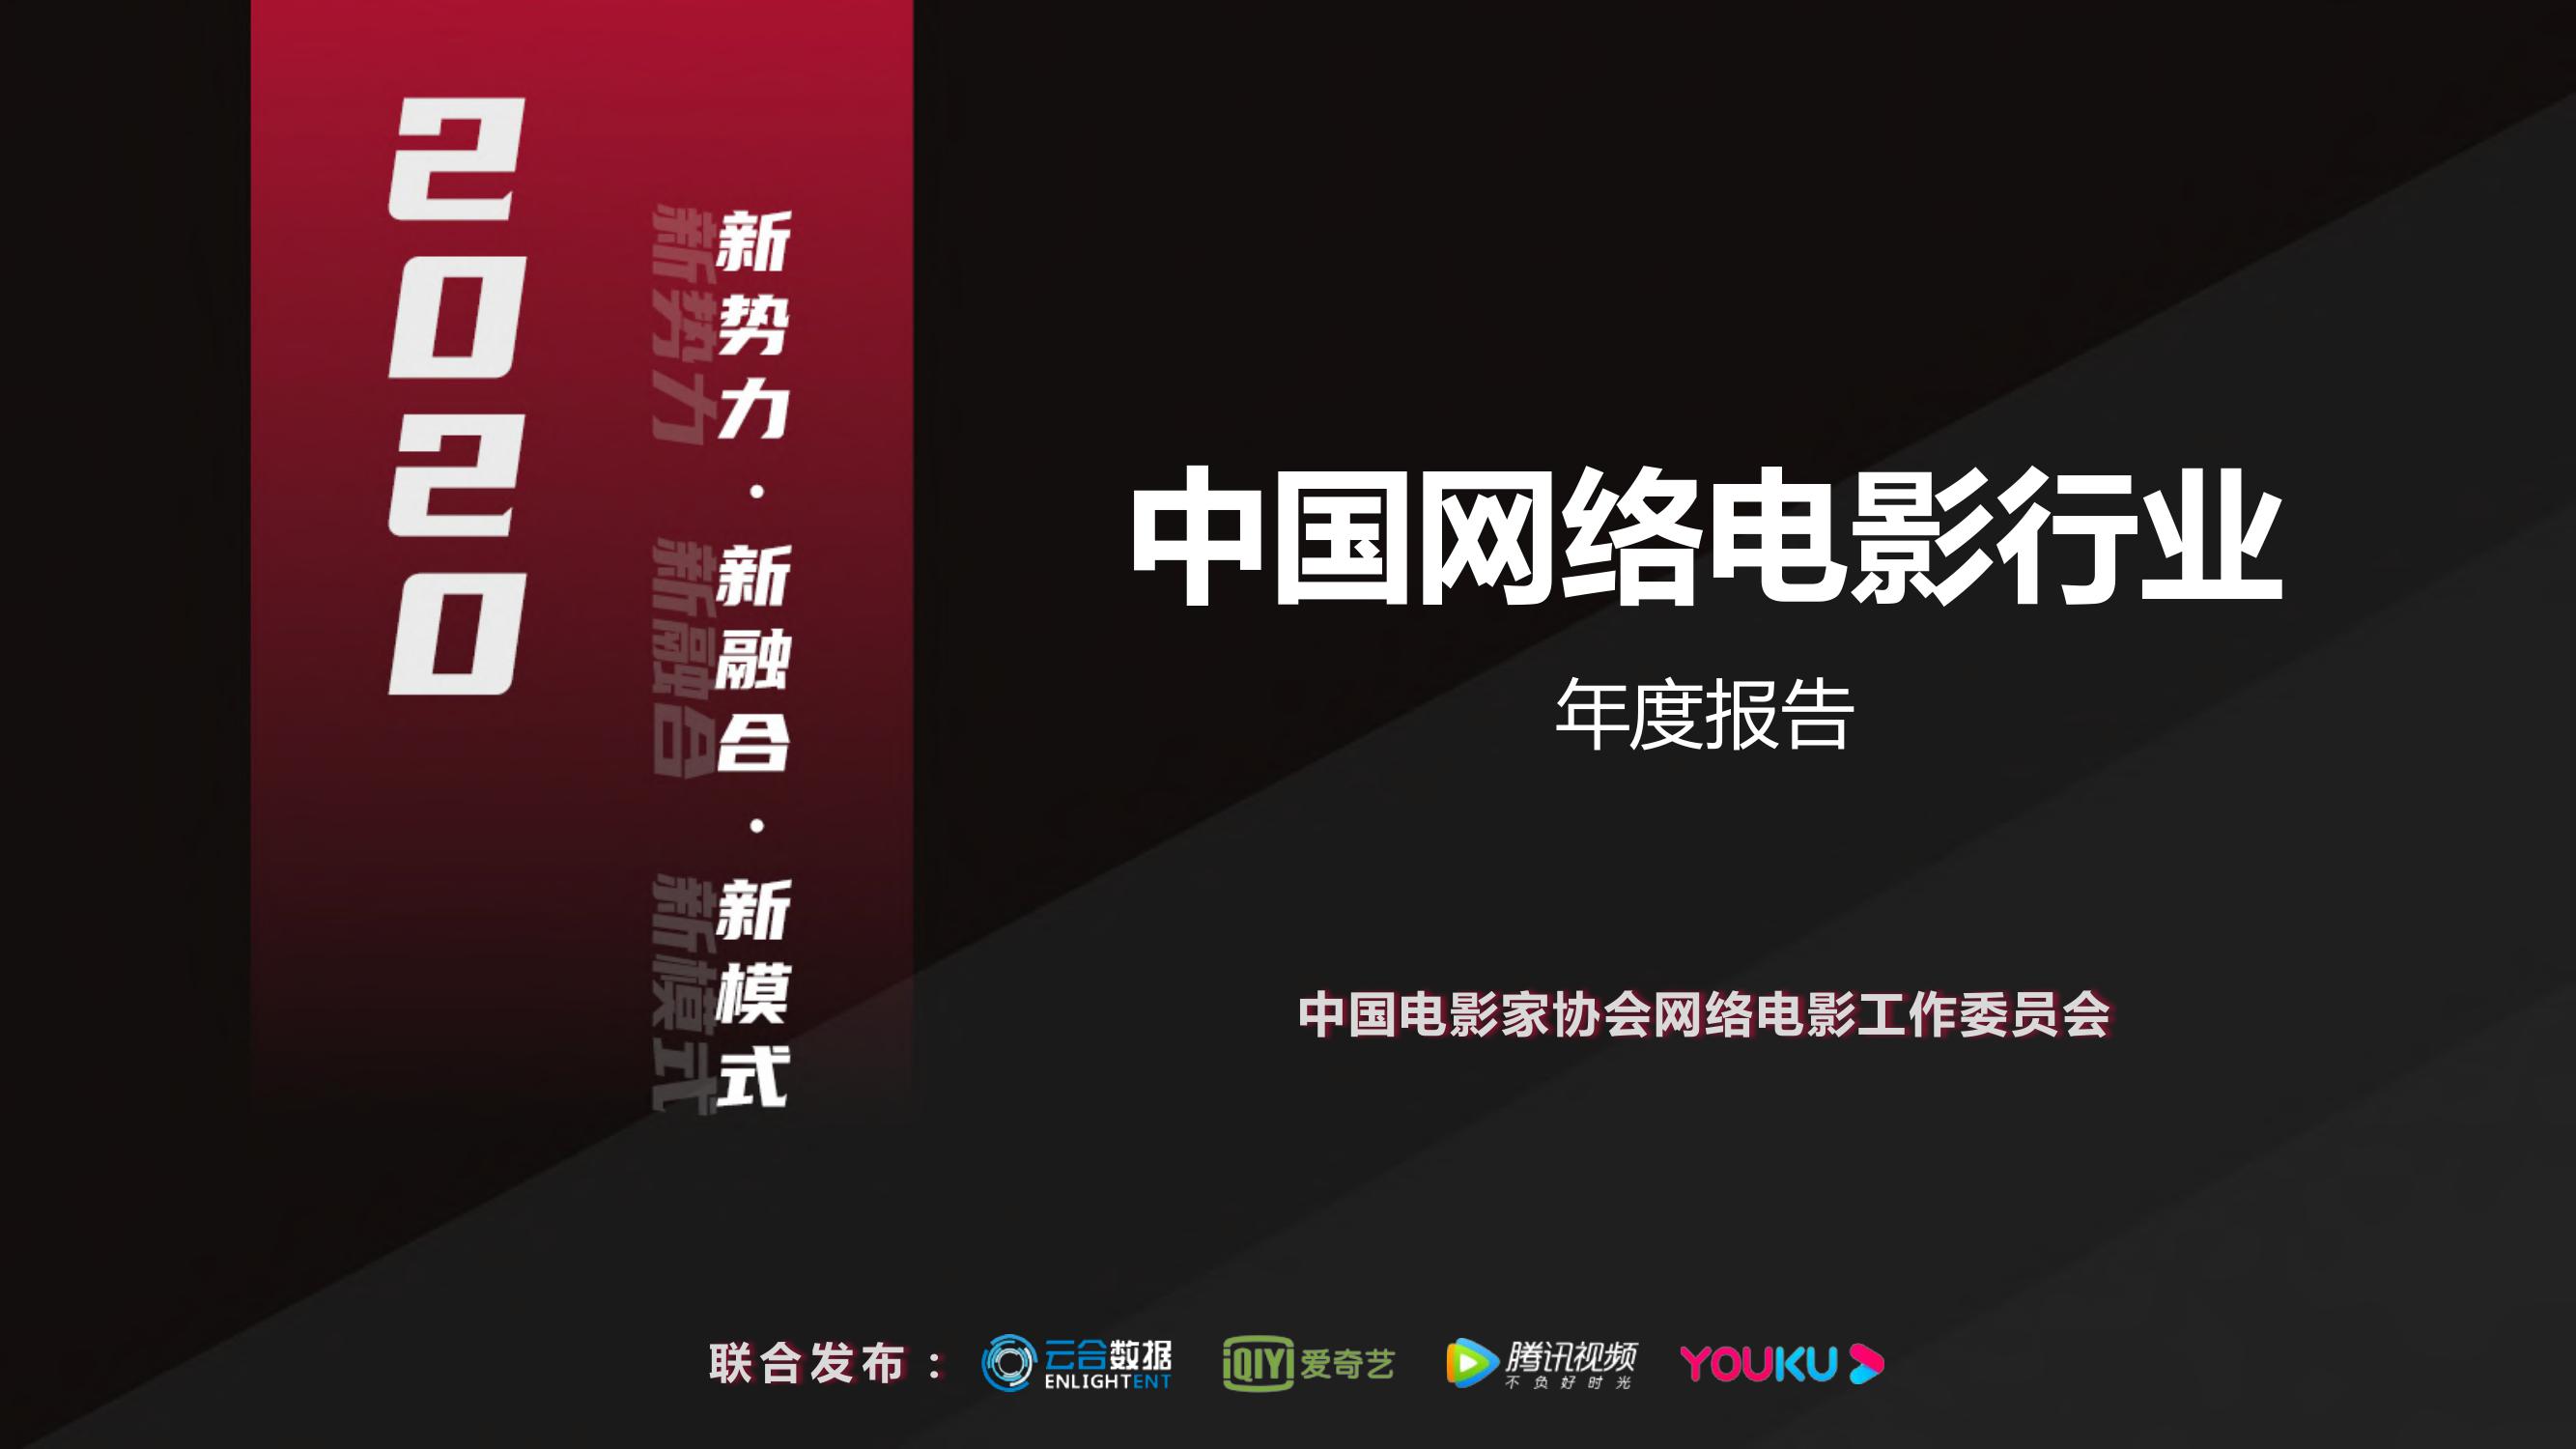 2020
新势力·新融合·新模式
中国网络电影行业
年度报告
中国电影家协会网络电影工作委员会
联合发布：
云合数据
ENLIGHTENT
iQIYI 爱奇艺
腾讯视频
不负好时光
YOUKU